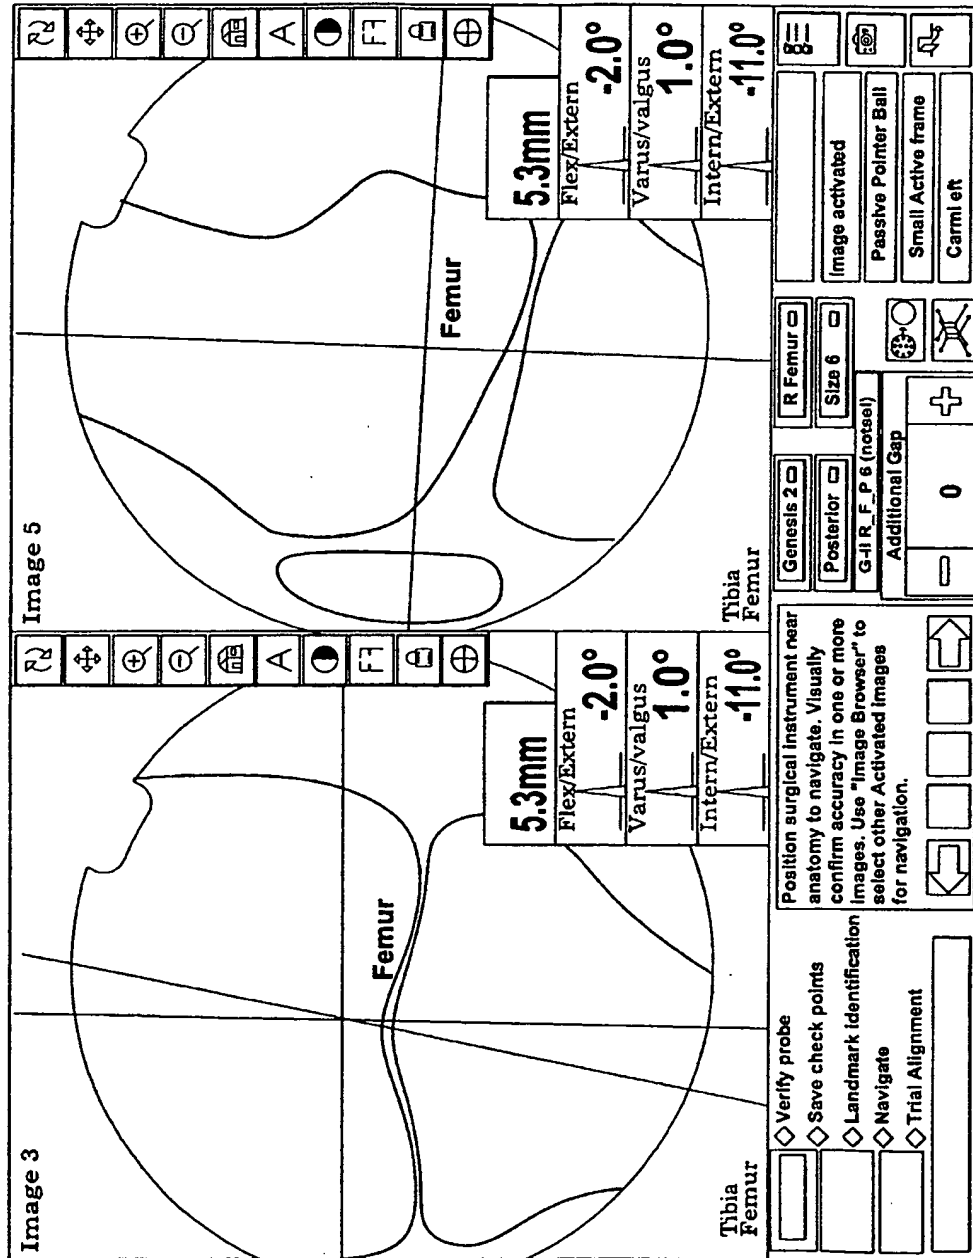 Image 3
Femur
5.3mm
Flex/Extern
-2.0°
Varus/valgus
1.0°
Intern/Extern
-11.0°
Tibia
Femur
A
Image 5
Femur
5.3mm
Flex/Extern
-2.0°
Varus/valgus
1.0°
Intern/Extern
-11.0°
Tibia
Femur
A
Verify probe
Save check points
Landmark identification
Navigate
Trial Alignment
Position surgical instrument near
anatomy to navigate. Visually
confirm accuracy in one or more
images. Use "Image Browser" to
select other Activated images
for navigation.
Genesis 2
R Femur
Posterior
Size 6
G-II R_F_P 6 (notsel)
Additional Gap
0
Image activated
Passive Pointer Ball
Small Active frame
Carml eft